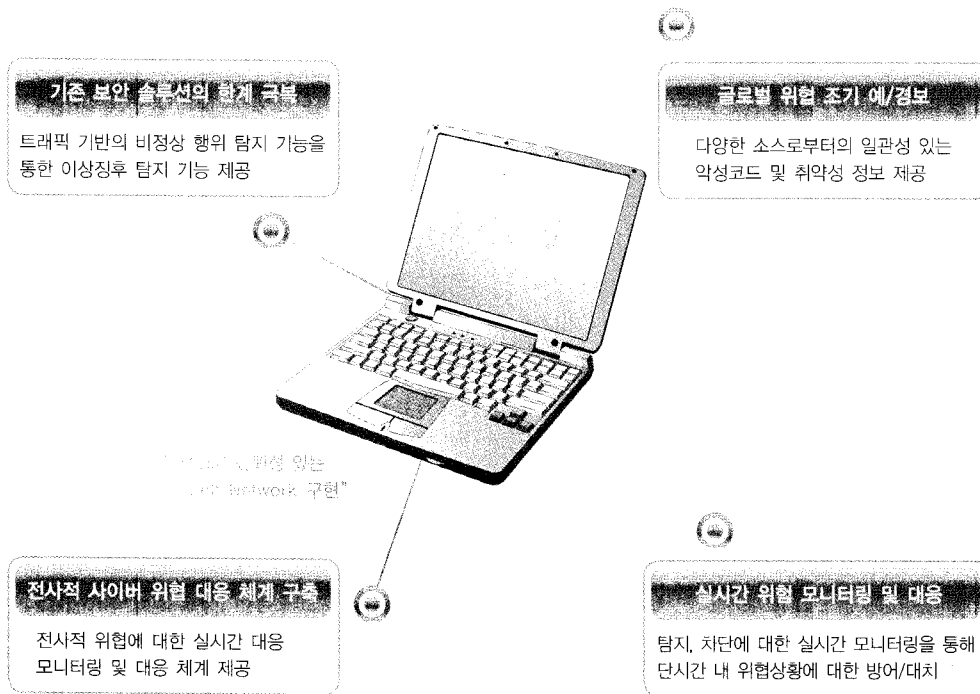 기존 보안 솔루션의 한계 극복
트래픽 기반의 비정상 행위 탐지 기능을
통한 이상징후 탐지 기능 제공
글로벌 위협 조기 예/경보
다양한 소스로부터의 일관성 있는
악성코드 및 취약성 정보 제공
있는
Network 구현"
전사적 사이버 위협 대응 체계 구축
전사적 위협에 대한 실시간 대응
모니터링 및 대응 체계 제공
실시간 위협 모니터링 및 대응
탐지, 차단에 대한 실시간 모니터링을 통해
단시간 내 위협상황에 대한 방어/대치